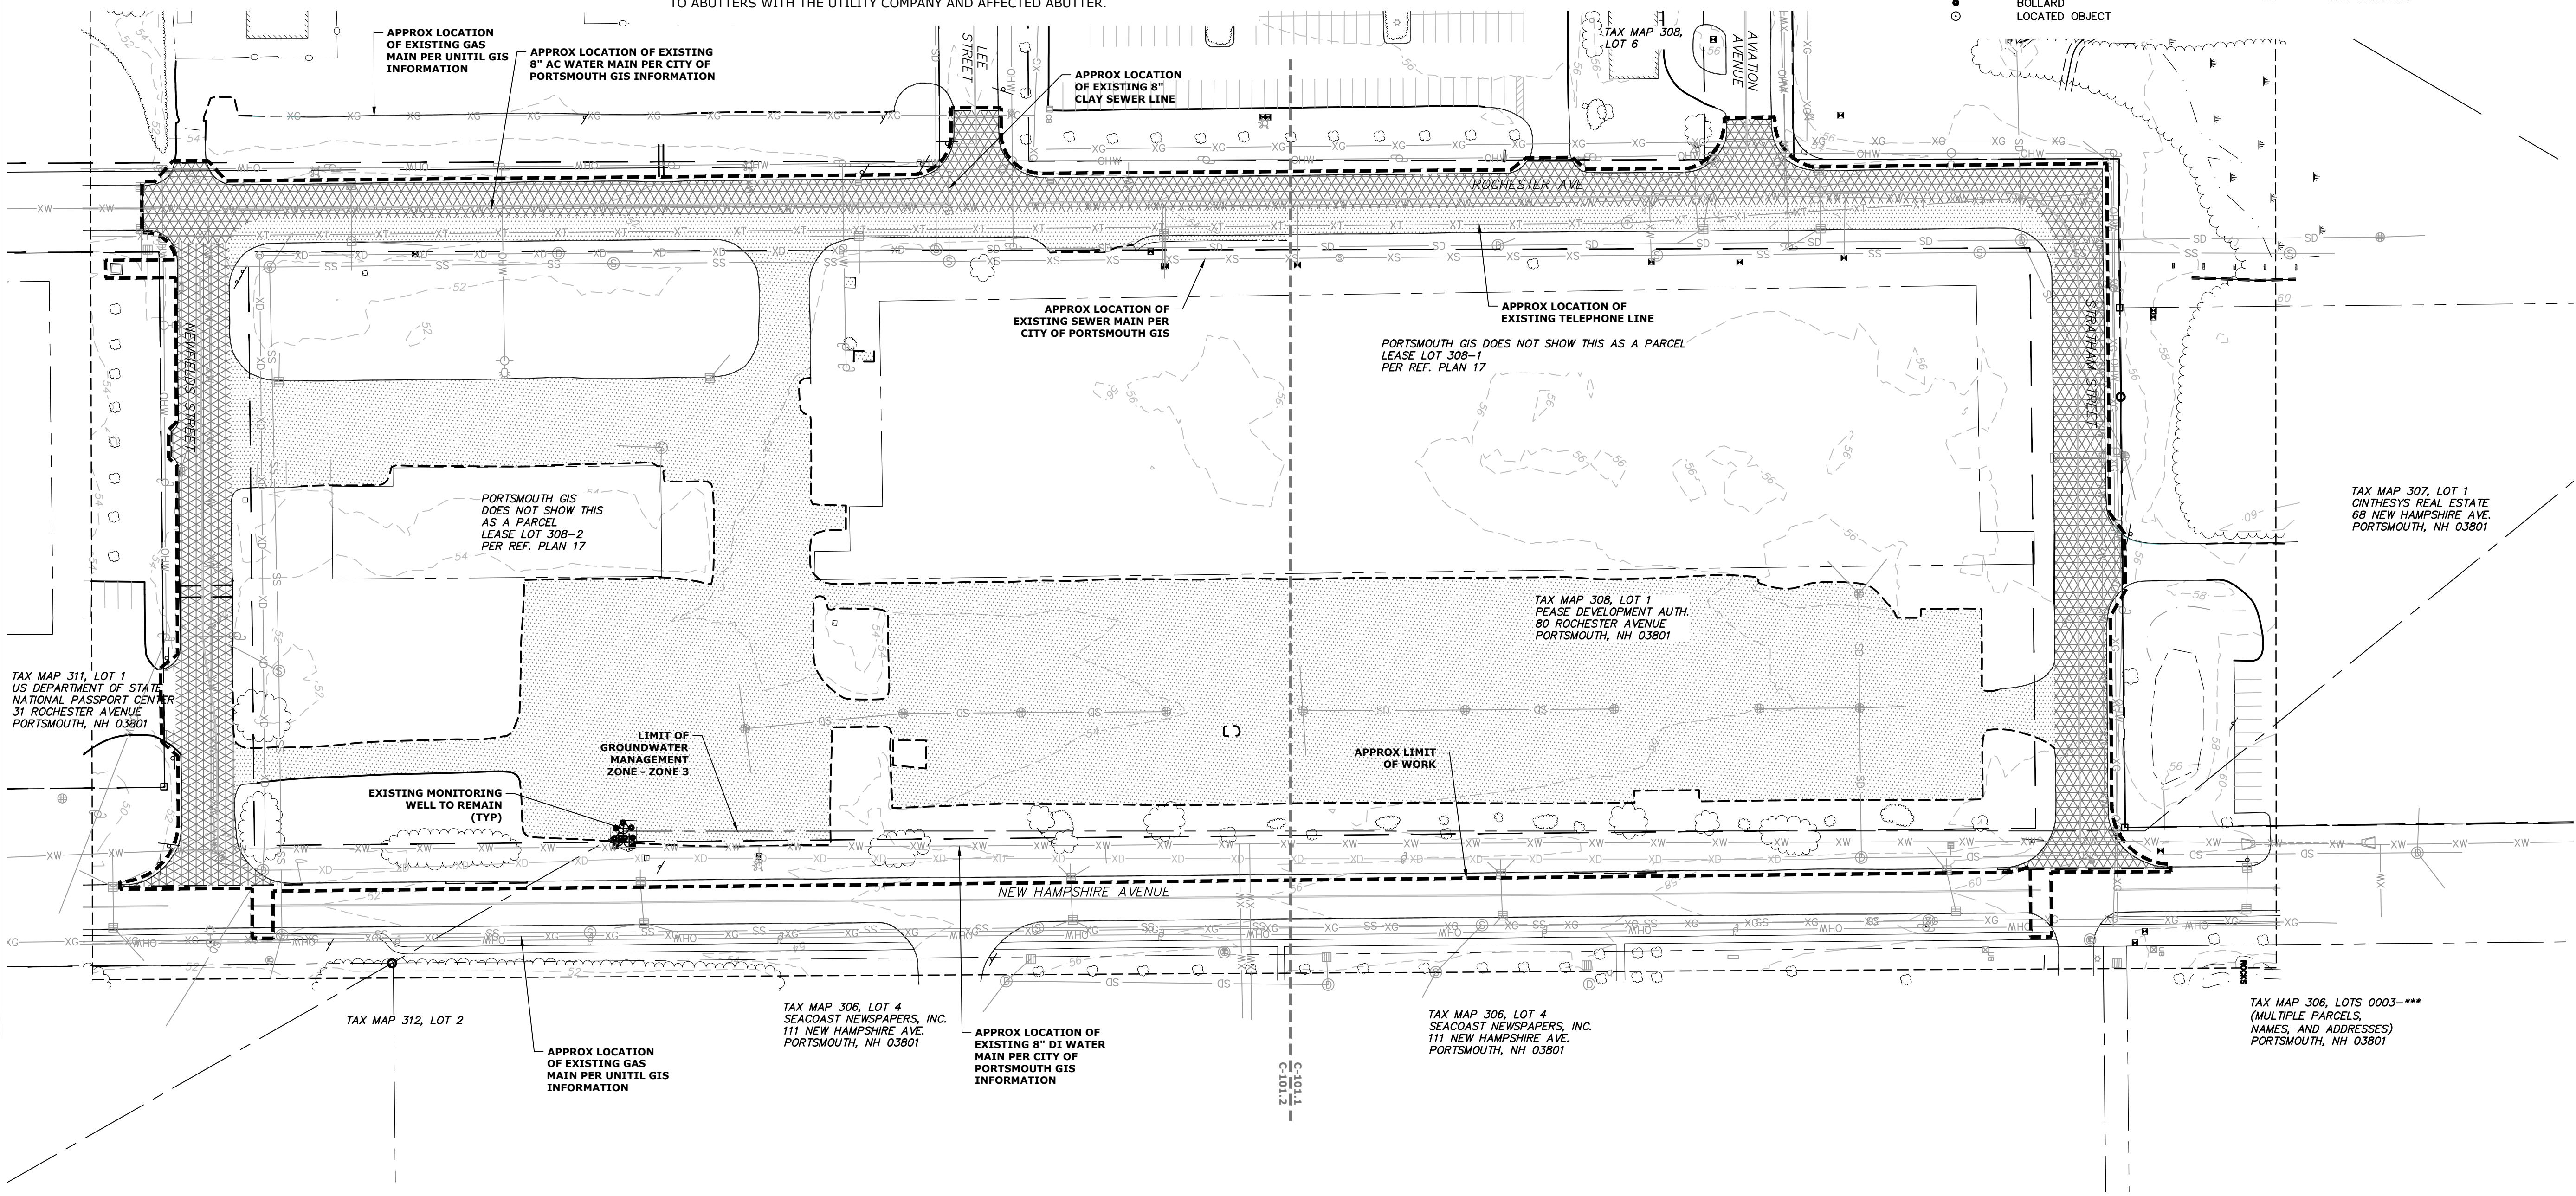 TO ABUTTERS WITH THE UTILITY COMPANY AND AFFECTED ABUTTER.
BOLLARD
LOCATED OBJECT
APPROX LOCATION
OF EXISTING GAS
MAIN PER UNITIL GIS
INFORMATION
APPROX LOCATION OF EXISTING
8" AC WATER MAIN PER CITY OF
PORTSMOUTH GIS INFORMATION
LEE
STREET
APPROX LOCATION
OF EXISTING 8"
CLAY SEWER LINE
TAX MAP 308,
LOT 6
AVIATION
AVENUE
ROCHESTER AVE
NEWFIELDS STREET
STRATHAM STREET
APPROX LOCATION OF
EXISTING SEWER MAIN PER
CITY OF PORTSMOUTH GIS
APPROX LOCATION OF
EXISTING TELEPHONE LINE
PORTSMOUTH GIS DOES NOT SHOW THIS AS A PARCEL
LEASE LOT 308-1
PER REF. PLAN 17
PORTSMOUTH GIS
DOES NOT SHOW THIS
AS A PARCEL
LEASE LOT 308-2
PER REF. PLAN 17
TAX MAP 307, LOT 1
CINTHESYS REAL ESTATE
68 NEW HAMPSHIRE AVE.
PORTSMOUTH, NH 03801
TAX MAP 308, LOT 1
PEASE DEVELOPMENT AUTH.
80 ROCHESTER AVENUE
PORTSMOUTH, NH 03801
TAX MAP 311, LOT 1
US DEPARTMENT OF STATE
NATIONAL PASSPORT CENTER
31 ROCHESTER AVENUE
PORTSMOUTH, NH 03801
LIMIT OF
GROUNDWATER
MANAGEMENT
ZONE - ZONE 3
APPROX LIMIT
OF WORK
EXISTING MONITORING
WELL TO REMAIN
(TYP)
NEW HAMPSHIRE AVENUE
ROCKS
TAX MAP 312, LOT 2
TAX MAP 306, LOT 4
SEACOAST NEWSPAPERS, INC.
111 NEW HAMPSHIRE AVE.
PORTSMOUTH, NH 03801
APPROX LOCATION OF
EXISTING 8" DI WATER
MAIN PER CITY OF
PORTSMOUTH GIS
INFORMATION
TAX MAP 306, LOT 4
SEACOAST NEWSPAPERS, INC.
111 NEW HAMPSHIRE AVE.
PORTSMOUTH, NH 03801
TAX MAP 306, LOTS 0003-***
(MULTIPLE PARCELS,
NAMES, AND ADDRESSES)
PORTSMOUTH, NH 03801
APPROX LOCATION
OF EXISTING GAS
MAIN PER UNITIL GIS
INFORMATION
C-101.1
C-101.2